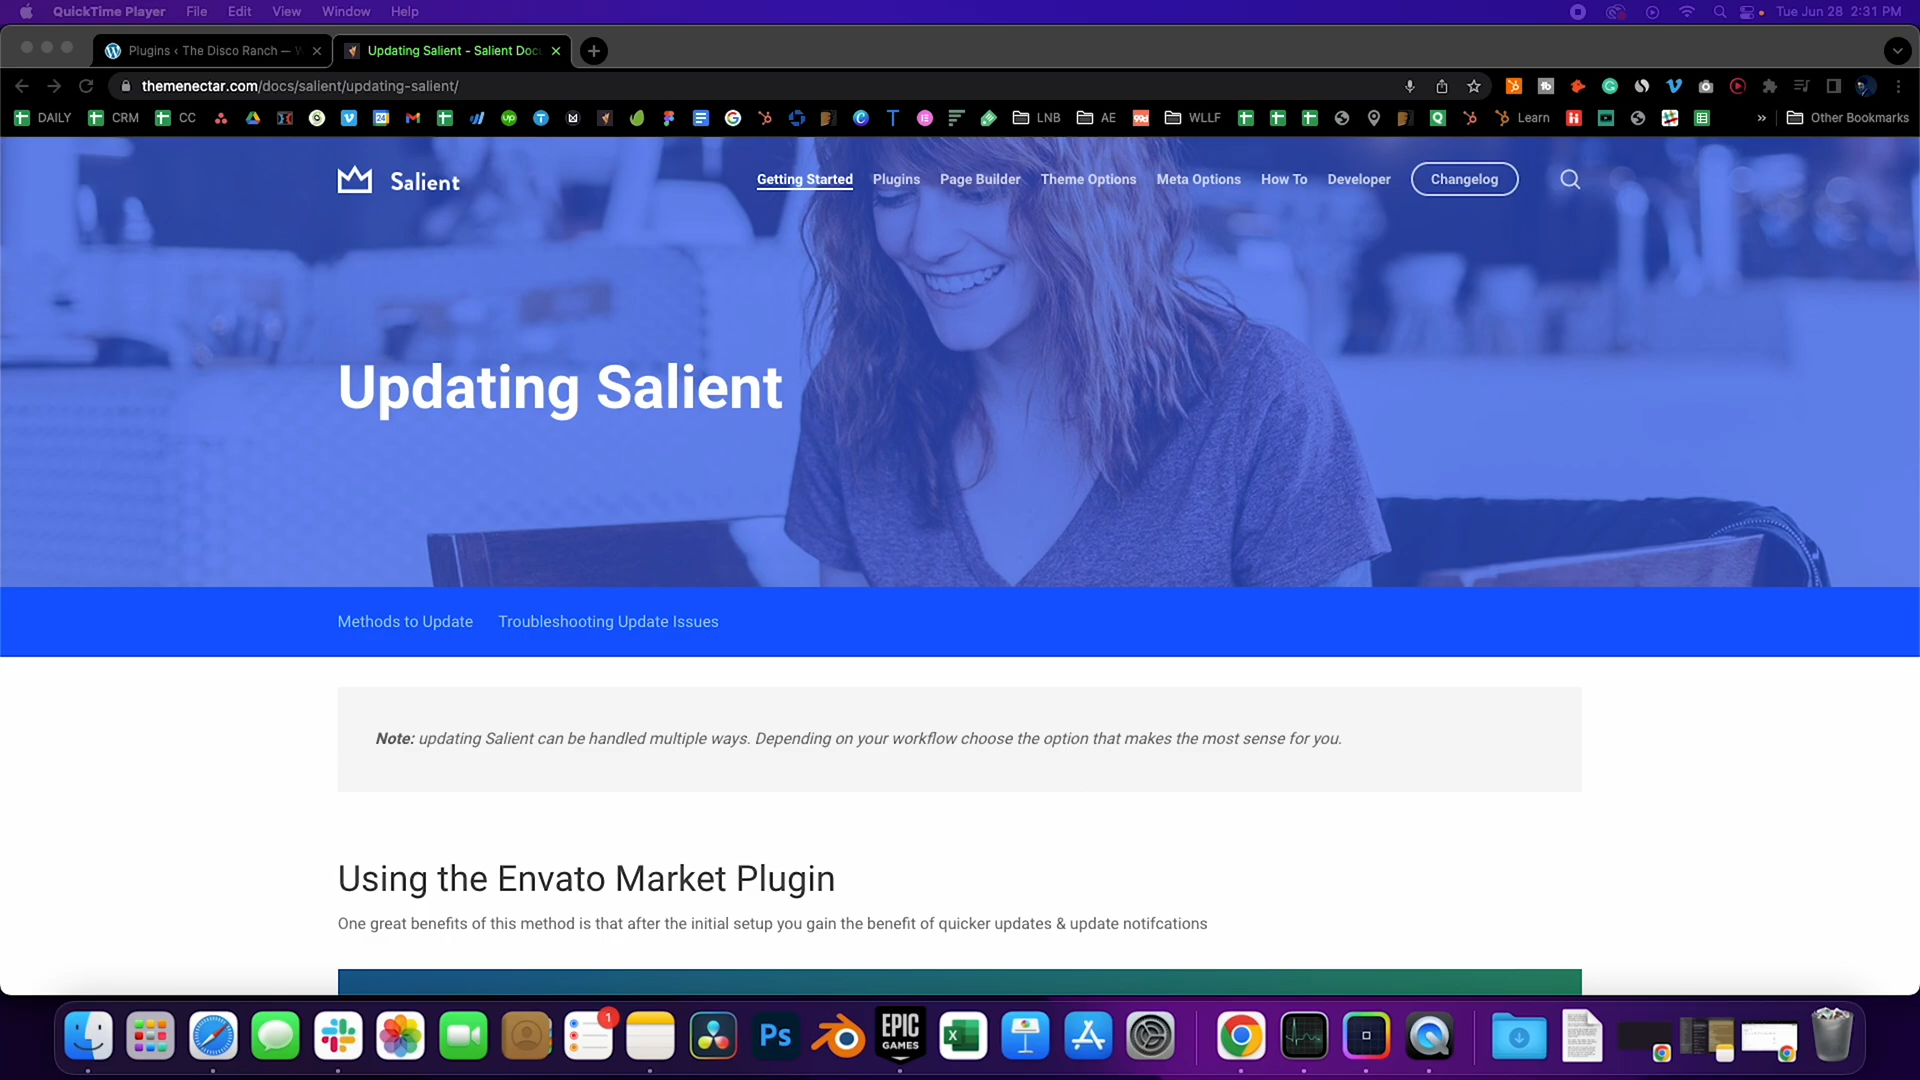 QuickTime Player File Edit View Window Help Tue Jun 28 2:31 PM
Plugins ‹ The Disco Ranch — Updating Salient - Salient Doc
themenectar.com/docs/salient/updating-salient/
DAILY CRM CC LNB AE WLLF Learn » Other Bookmarks
Salient Getting Started Plugins Page Builder Theme Options Meta Options How To Developer Changelog
Updating Salient
Methods to Update Troubleshooting Update Issues
Note: updating Salient can be handled multiple ways. Depending on your workflow choose the option that makes the most sense for you.
Using the Envato Market Plugin
One great benefits of this method is that after the initial setup you gain the benefit of quicker updates & update notifcations
1
Ps
EPIC
GAMES